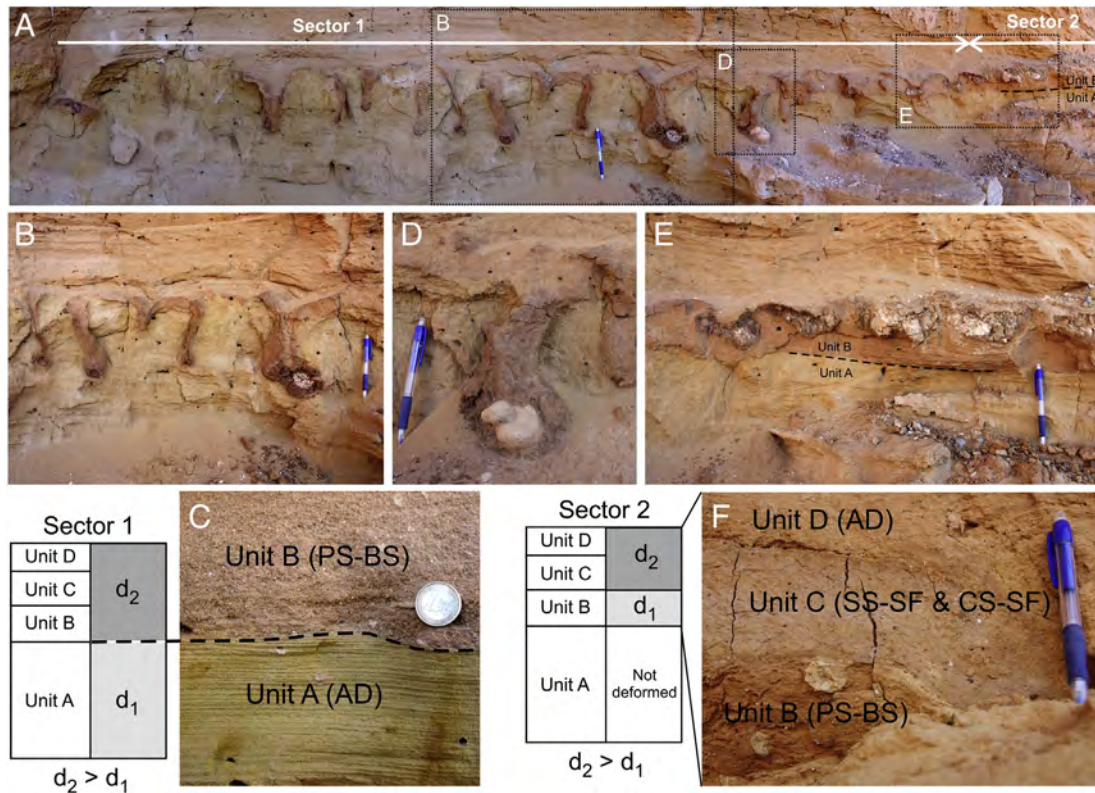 A
Sector 1
B
Sector 2
D
E
Unit B
Unit A
B
D
E
Unit B
Unit A
Sector 1
Unit D
Unit C
Unit B
Unit A
d2
d1
d2 > d1
C
Unit B (PS-BS)
Unit A (AD)
Sector 2
Unit D
Unit C
Unit B
Unit A
d2
d1
Not
deformed
d2 > d1
F
Unit D (AD)
Unit C (SS-SF & CS-SF)
Unit B (PS-BS)